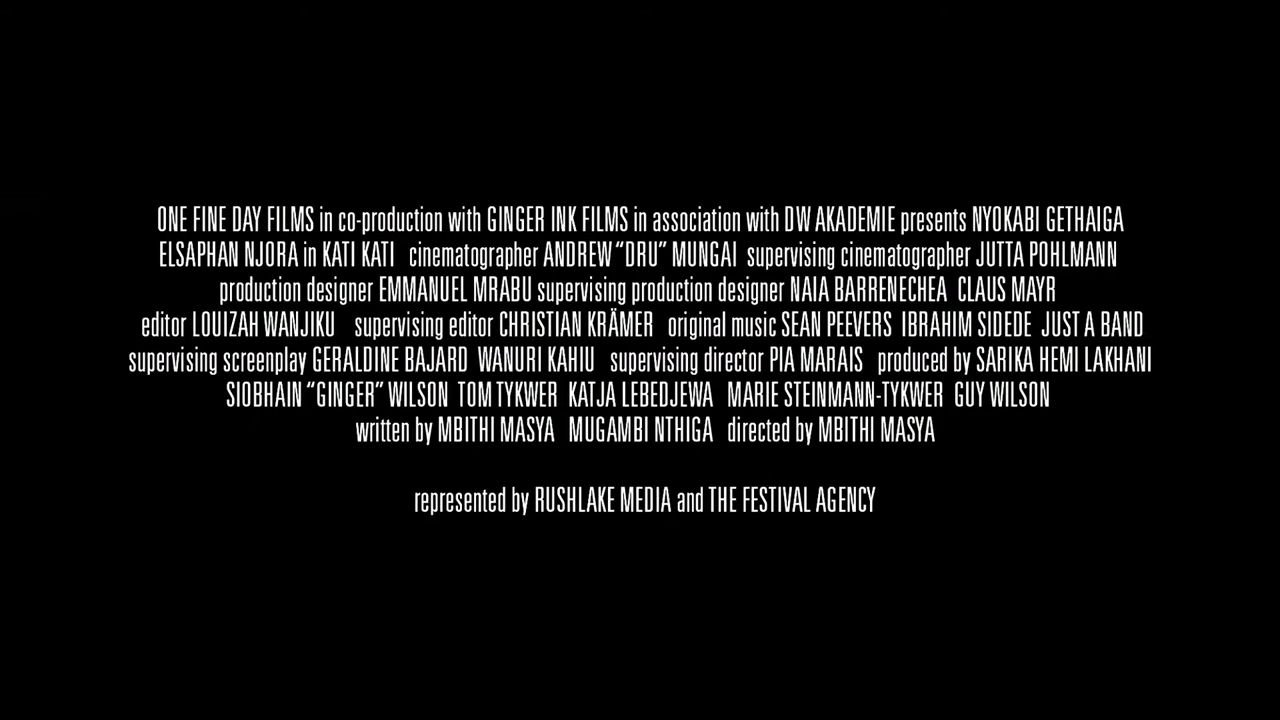 ONE FINE DAY FILMS in co-production with GINGER INK FILMS in association with DW AKADEMIE presents NYOKABI GETHAIGA
ELSAPHAN NJORA in KATI KATI cinematographer ANDREW “DRU” MUNGAI supervising cinematographer JUTTA POHLMANN
production designer EMMANUEL MRABU supervising production designer NAIA BARRENECHEA CLAUS MAYR
editor LOUIZAH WANJIKU supervising editor CHRISTIAN KRÄMER original music SEAN PEEVERS IBRAHIM SIDEDE JUST A BAND
supervising screenplay GERALDINE BAJARD WANURI KAHIU supervising director PIA MARAIS produced by SARIKA HEMI LAKHANI
SIOBHAIN “GINGER” WILSON TOM TYKWER KATJA LEBEDJEWA MARIE STEINMANN-TYKWER GUY WILSON
written by MBITHI MASYA MUGAMBI NTHIGA directed by MBITHI MASYA
represented by RUSHLAKE MEDIA and THE FESTIVAL AGENCY